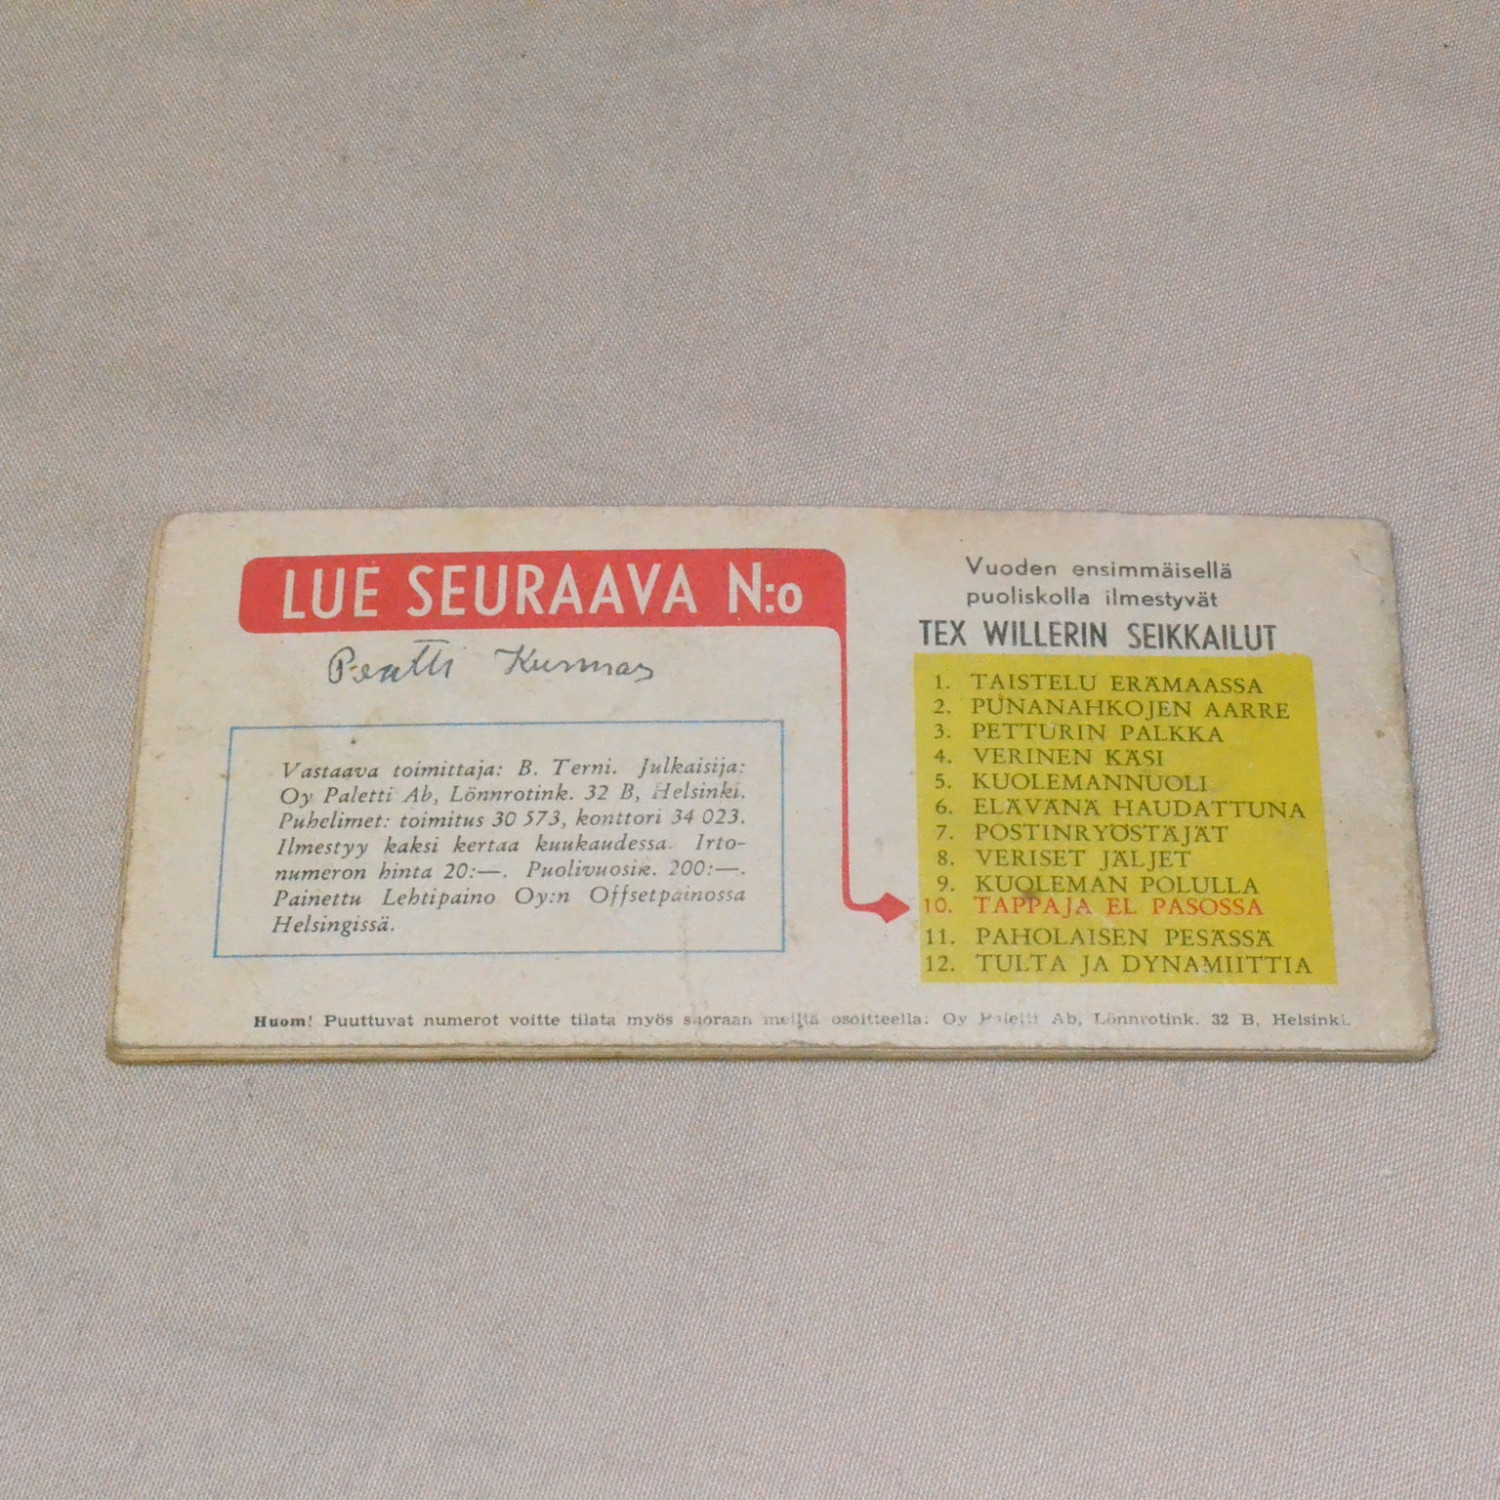 LUE SEURAAVA N:o
Pentti Kurmas
Vastaava toimittaja: B. Terni. Julkaisija:
Oy Paletti Ab, Lönnrotink. 32 B, Helsinki.
Puhelimet: toimitus 30 573, konttori 34 023.
Ilmestyy kaksi kertaa kuukaudessa. Irto-
numeron hinta 20:—. Puolivuosik. 200:—.
Painettu Lehtipaino Oy:n Offsetpainossa
Helsingissä.
Vuoden ensimmäisellä
puoliskolla ilmestyvät
TEX WILLERIN SEIKKAILUT
1. TAISTELU ERÄMAASSA
2. PUNANAHKOJEN AARRE
3. PETTURIN PALKKA
4. VERINEN KÄSI
5. KUOLEMANNUOLI
6. ELÄVÄNÄ HAUDATTUNA
7. POSTINRYÖSTÄJÄT
8. VERISET JÄLJET
9. KUOLEMAN POLULLA
10. TAPPAJA EL PASOSSA
11. PAHOLAISEN PESÄSSÄ
12. TULTA JA DYNAMIITTIA
Huom! Puuttuvat numerot voitte tilata myös suoraan meiltä osoitteella: Oy Paletti Ab, Lönnrotink. 32 B, Helsinki.